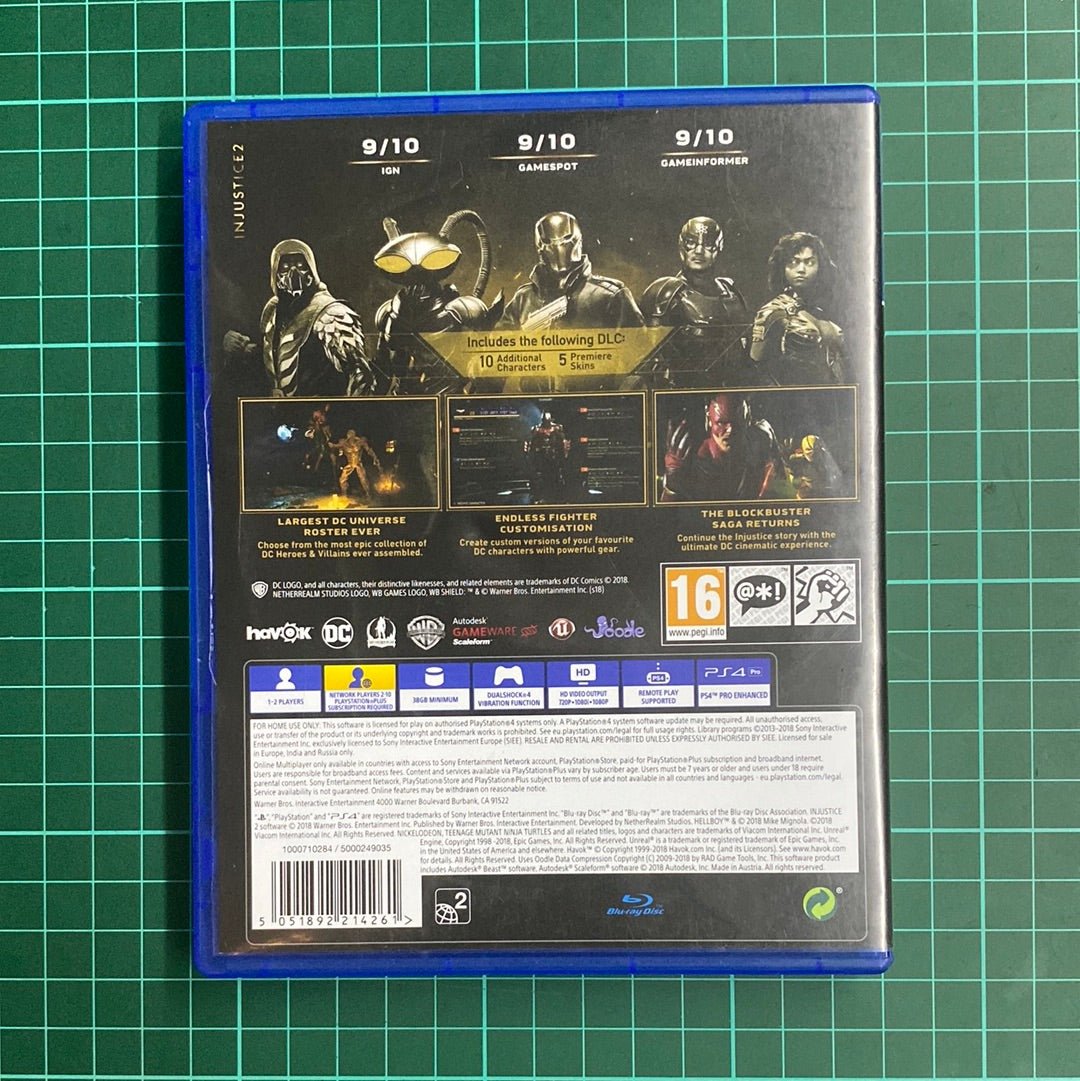 INJUSTICE 2
9/10
IGN
9/10
GAMESPOT
9/10
GAMEINFORMER
Includes the following DLC:
10 Additional Characters
5 Premiere Skins
LARGEST DC UNIVERSE
ROSTER EVER
Choose from the most epic collection of
DC Heroes & Villains ever assembled.
ENDLESS FIGHTER
CUSTOMISATION
Create custom versions of your favourite
DC characters with powerful gear.
THE BLOCKBUSTER
SAGA RETURNS
Continue the Injustice story with the
ultimate DC cinematic experience.
DC LOGO, and all characters, their distinctive likenesses, and related elements are trademarks of DC Comics © 2018.
NETHERREALM STUDIOS LOGO, WB GAMES LOGO, WB SHIELD: ™ & © Warner Bros. Entertainment Inc. (s18)
16
www.pegi.info
@*!
havok
DC
WB
Autodesk
GAMEWARE
Scaleform
Oodle
1-2 PLAYERS
NETWORK PLAYERS 2-10
PLAYSTATION®PLUS
SUBSCRIPTION REQUIRED
38GB MINIMUM
DUALSHOCK®4
VIBRATION FUNCTION
HD
HD VIDEO OUTPUT
720P•1080i•1080P
PS4
REMOTE PLAY
SUPPORTED
PS4 Pro
PS4™ PRO ENHANCED
FOR HOME USE ONLY: This software is licensed for play on authorised PlayStation®4 systems only. A PlayStation®4 system software update may be required. All unauthorised access,
use or transfer of the product or its underlying copyright and trademark works is prohibited. See eu.playstation.com/legal for full usage rights. Library programs ©2013-2018 Sony Interactive
Entertainment Inc. exclusively licensed to Sony Interactive Entertainment Europe (SIEE). RESALE AND RENTAL ARE PROHIBITED UNLESS EXPRESSLY AUTHORISED BY SIEE. Licensed for sale
in Europe, India and Russia only.
Online Multiplayer only available in countries with access to Sony Entertainment Network account, PlayStation®Store, paid-for PlayStation®Plus subscription and broadband internet.
Users are responsible for broadband access fees. Content and services available via PlayStation®Plus vary by subscriber age. Users must be 7 years or older and users under 18 require
parental consent. Sony Entertainment Network, PlayStation®Store and PlayStation®Plus subject to terms of use and not available in all countries and languages - eu.playstation.com/legal.
Service availability is not guaranteed. Online features may be withdrawn on reasonable notice.
Warner Bros. Interactive Entertainment 4000 Warner Boulevard Burbank, CA 91522
"PlayStation" and "PS4" are registered trademarks of Sony Interactive Entertainment Inc. "Blu-ray Disc™" and "Blu-ray™" are trademarks of the Blu-ray Disc Association. INJUSTICE
2 software © 2018 Warner Bros. Entertainment Inc. Published by Warner Bros. Interactive Entertainment. Developed by NetherRealm Studios. HELLBOY™ & © 2018 Mike Mignola. ©2018
Viacom International Inc. All Rights Reserved. NICKELODEON, TEENAGE MUTANT NINJA TURTLES and all related titles, logos and characters are trademarks of Viacom International Inc. Unreal®
Engine, Copyright 1998-2018, Epic Games, Inc. All rights reserved. Unreal® is a trademark or registered trademark of Epic Games, Inc.
in the United States of America and elsewhere. Havok™ © Copyright 1999-2018 Havok.com Inc. (and its Licensors). See www.havok.com
for details. All Rights Reserved. Uses Oodle Data Compression Copyright (C) 2009-2018 by RAD Game Tools, Inc. This software product
includes Autodesk® Beast™ software, Autodesk® Scaleform® software © 2018 Autodesk, Inc. Made in Austria. All rights reserved.
1000710284 / 5000249035
5 051892 214261 >
2
Blu-ray Disc™